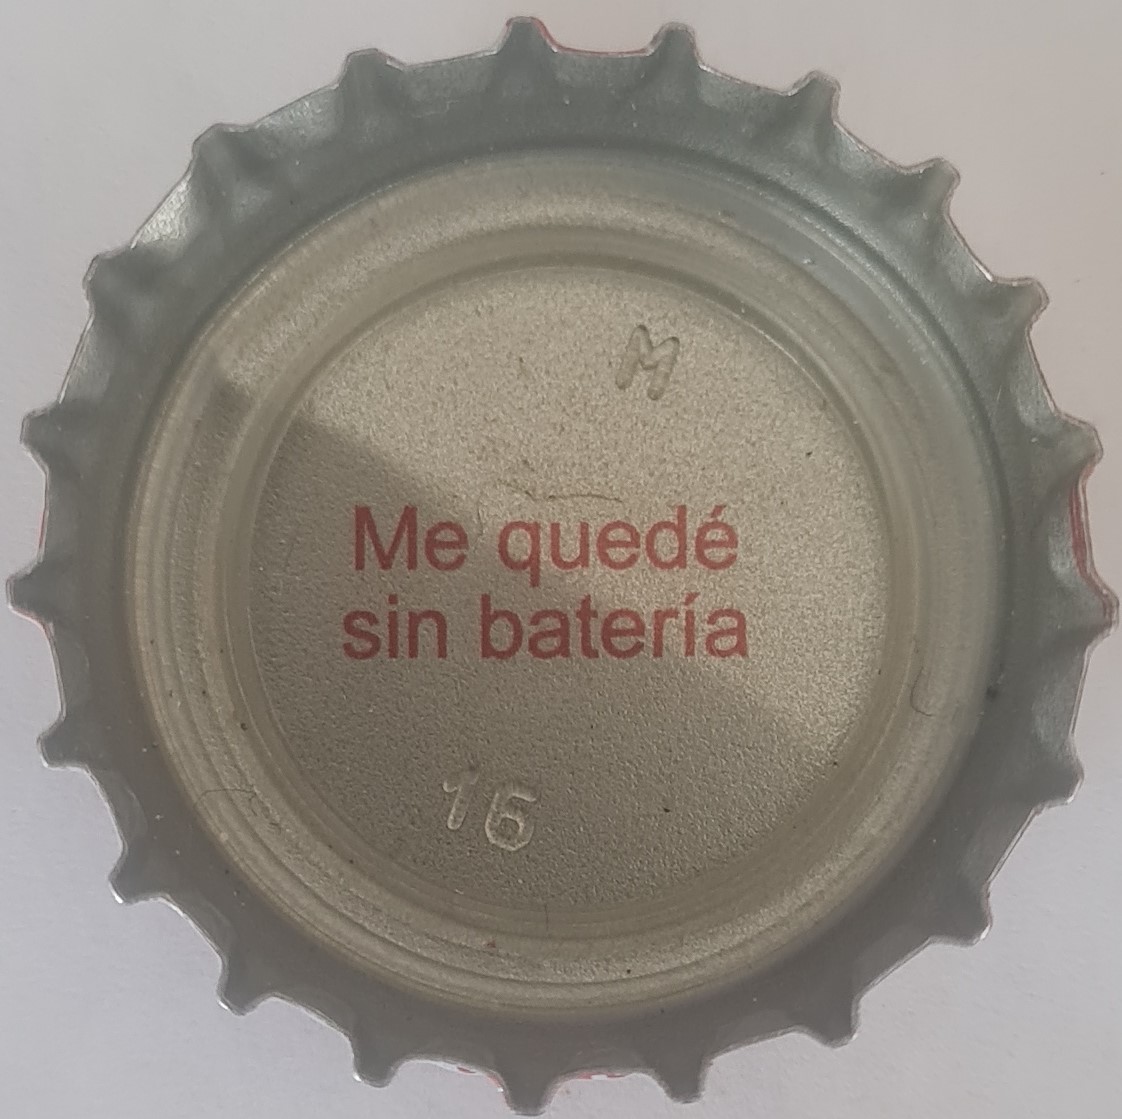 M
Me quedé
sin batería
16